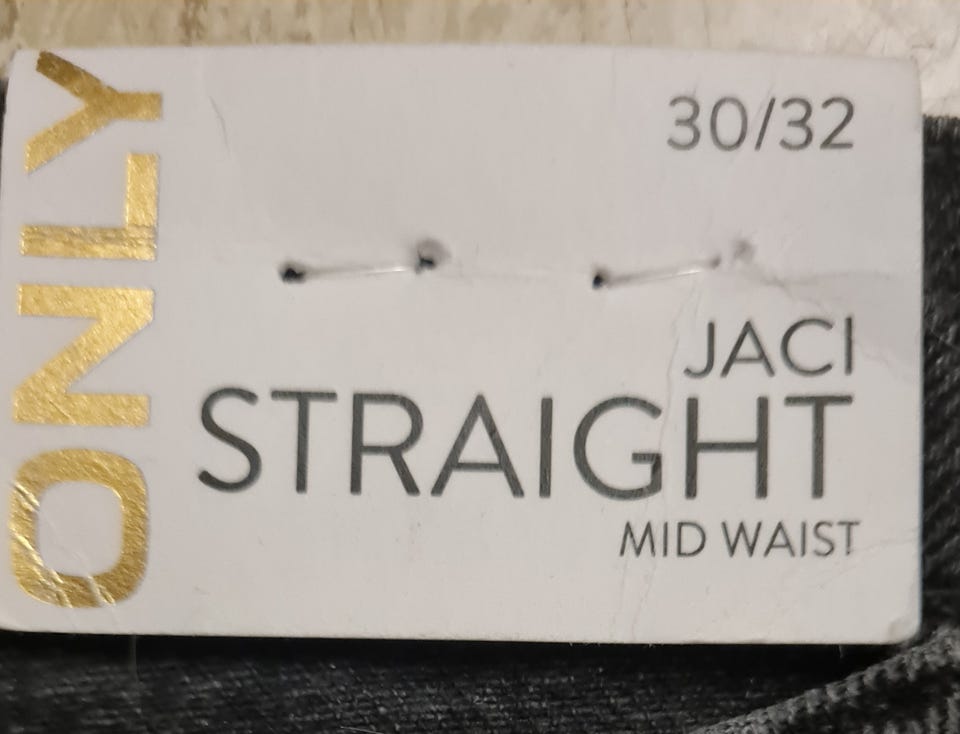 ONLY
30/32
JACI
STRAIGHT
MID WAIST